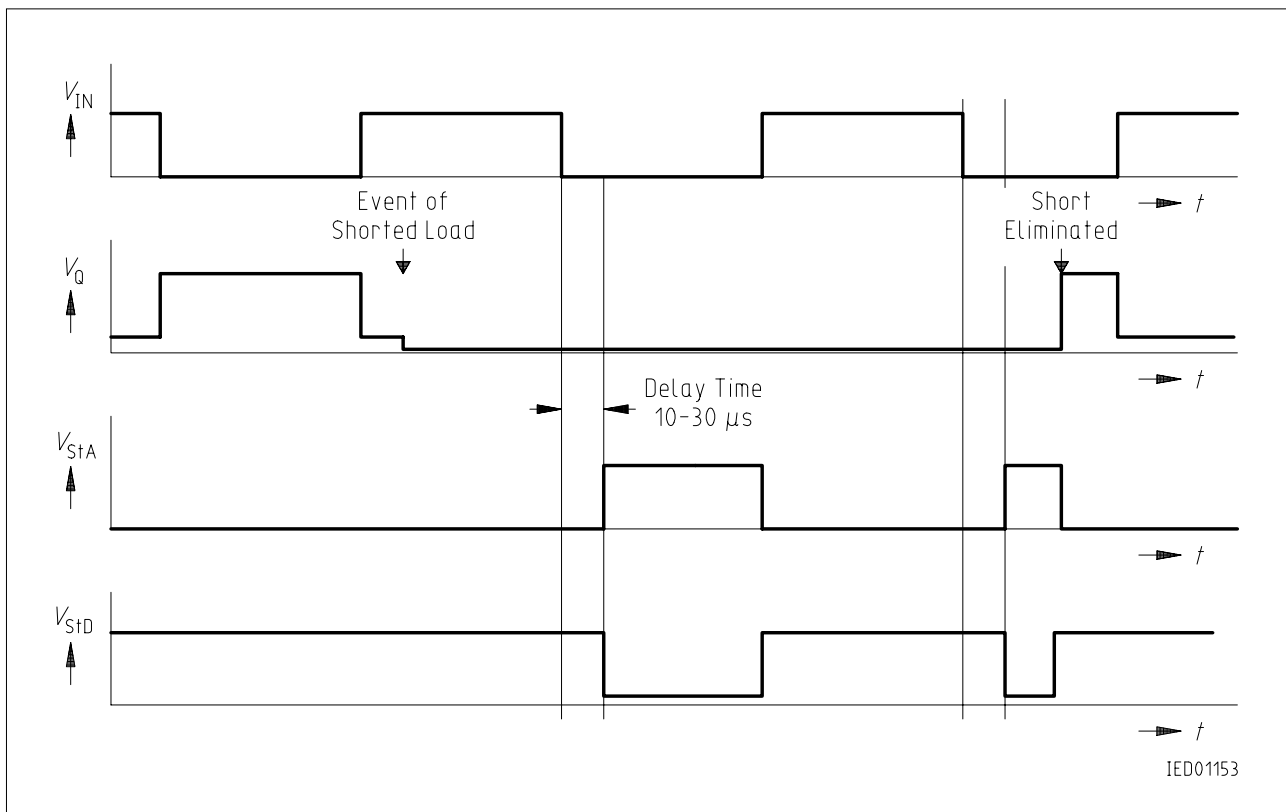 V_IN
t
Event of
Shorted Load
Short
Eliminated
V_Q
t
Delay Time
10-30 μs
V_StA
t
V_StD
t
IED01153